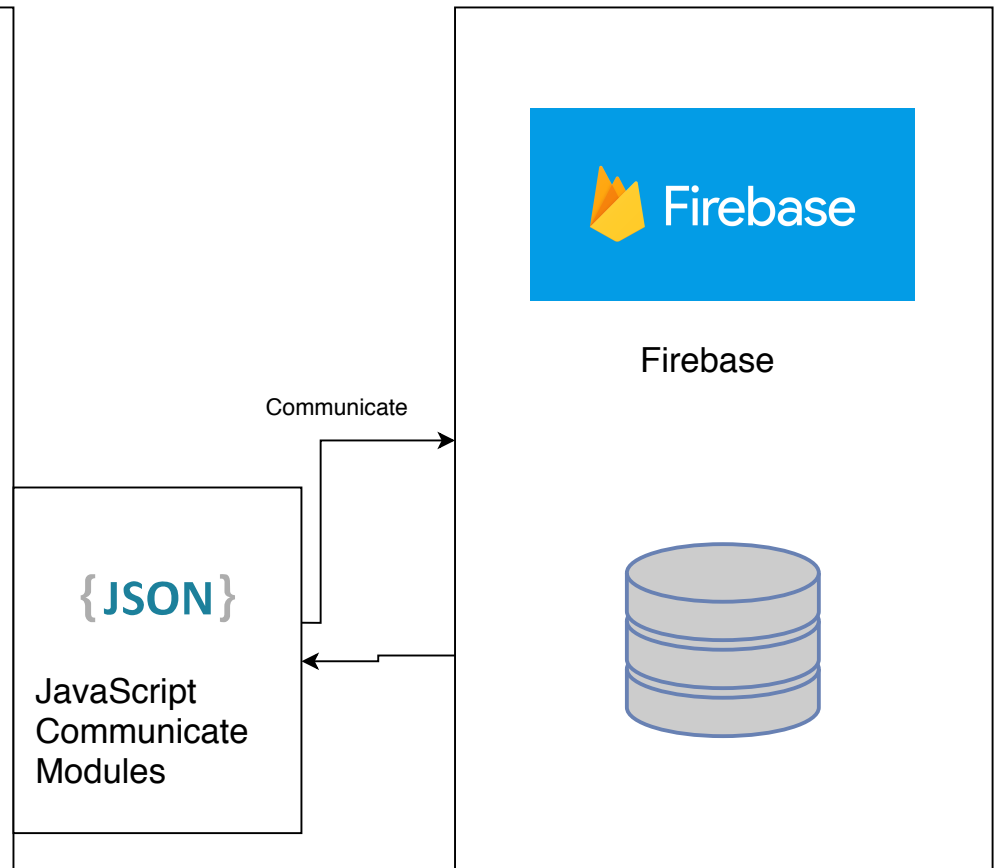 Firebase
Firebase
Communicate
{JSON}
JavaScript
Communicate
Modules